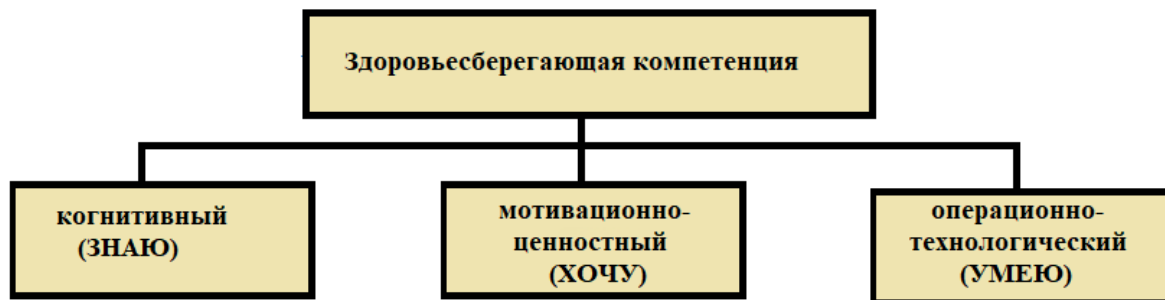 Здоровьесберегающая компетенция
когнитивный
(ЗНАЮ)
мотивационно-
ценностный
(ХОЧУ)
операционно-
технологический
(УМЕЮ)